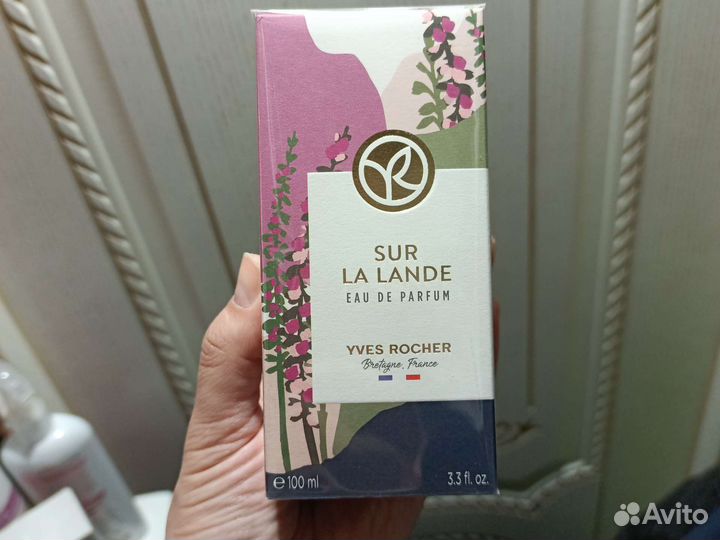 SUR
LA LANDE
EAU DE PARFUM
YVES ROCHER
Bretagne, France
℮ 100 ml
3.3 fl. oz.
Avito